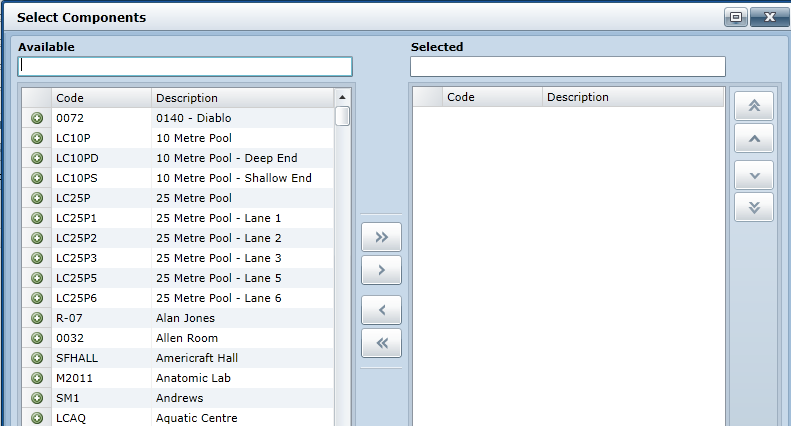 Select Components
Available Selected
Code Description Code Description
0072 0140 - Diablo
LC10P 10 Metre Pool
LC10PD 10 Metre Pool - Deep End
LC10PS 10 Metre Pool - Shallow End
LC25P 25 Metre Pool
LC25P1 25 Metre Pool - Lane 1
LC25P2 25 Metre Pool - Lane 2
LC25P3 25 Metre Pool - Lane 3
LC25P5 25 Metre Pool - Lane 5
LC25P6 25 Metre Pool - Lane 6
R-07 Alan Jones
0032 Allen Room
SFHALL Americraft Hall
M2011 Anatomic Lab
SM1 Andrews
LCAQ Aquatic Centre